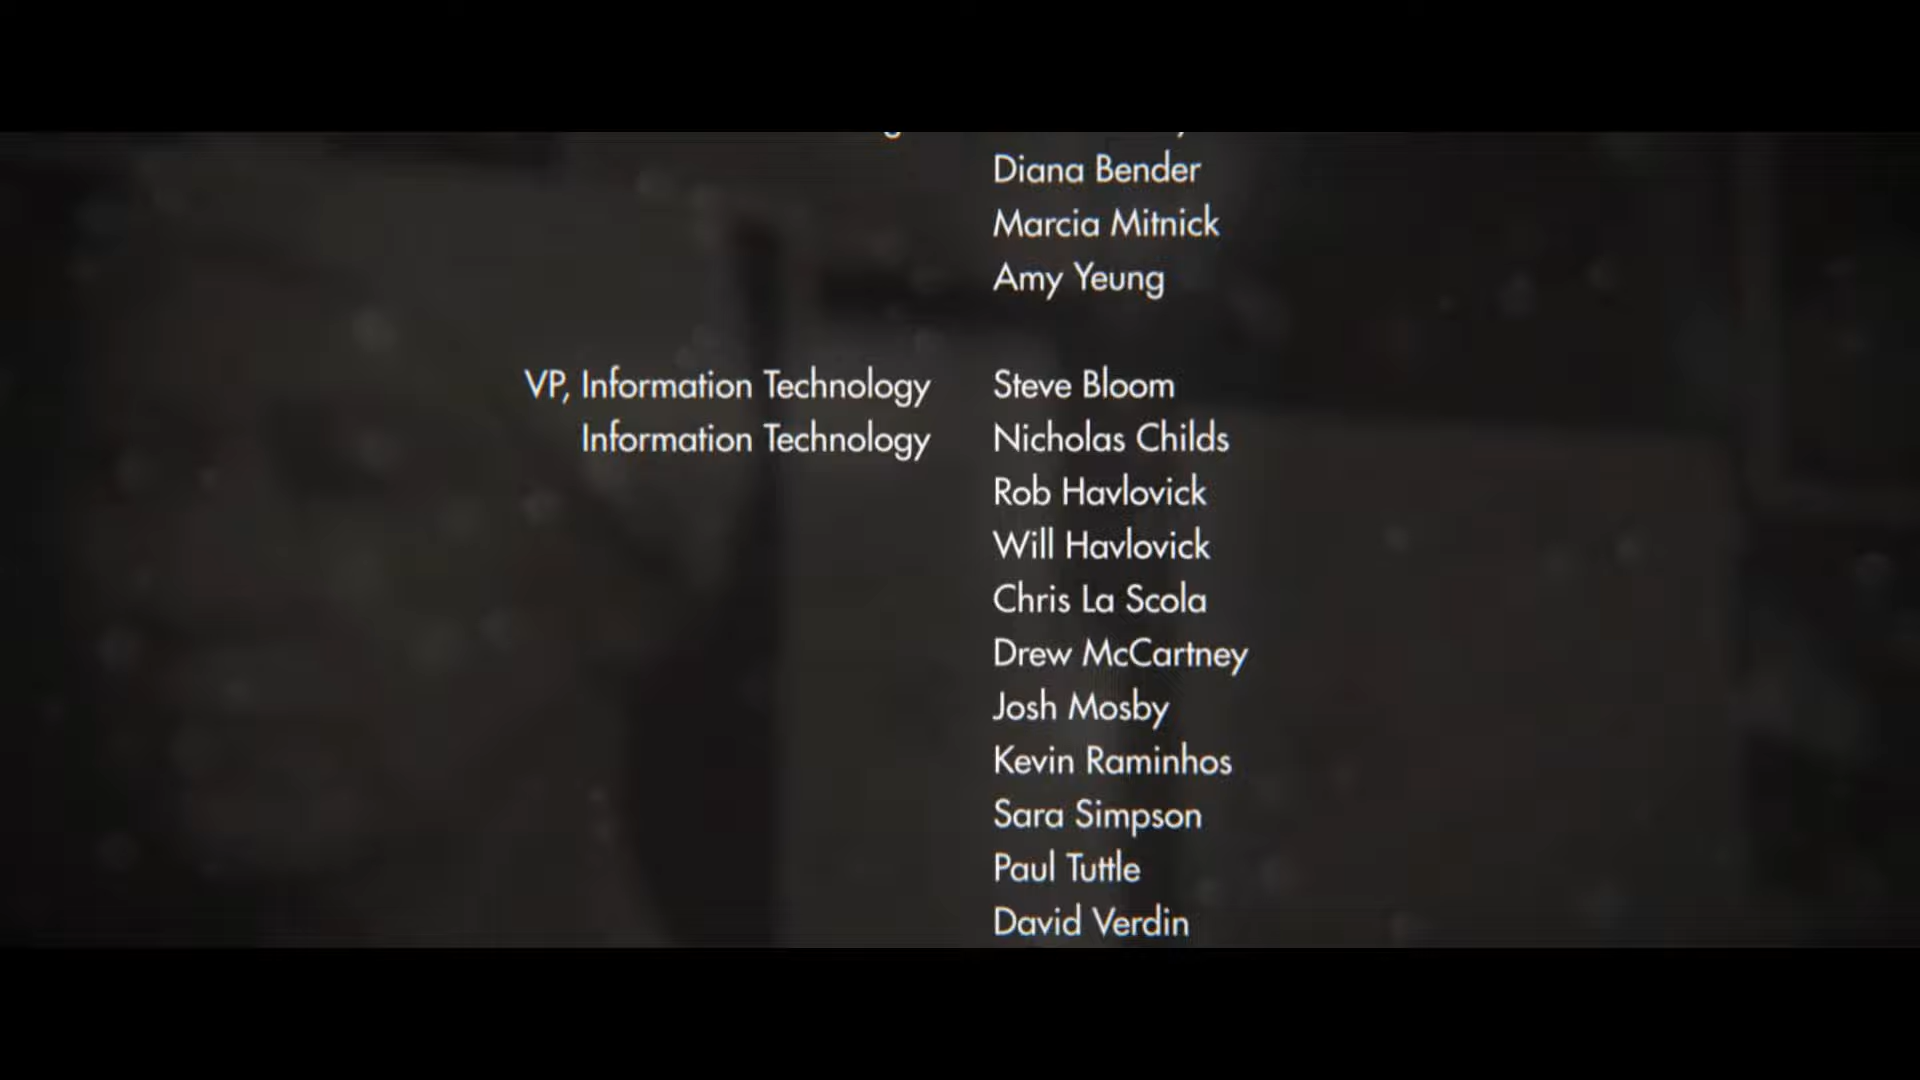 Diana Bender
Marcia Mitnick
Amy Yeung
VP, Information Technology Steve Bloom
Information Technology Nicholas Childs
Rob Havlovick
Will Havlovick
Chris La Scola
Drew McCartney
Josh Mosby
Kevin Raminhos
Sara Simpson
Paul Tuttle
David Verdin